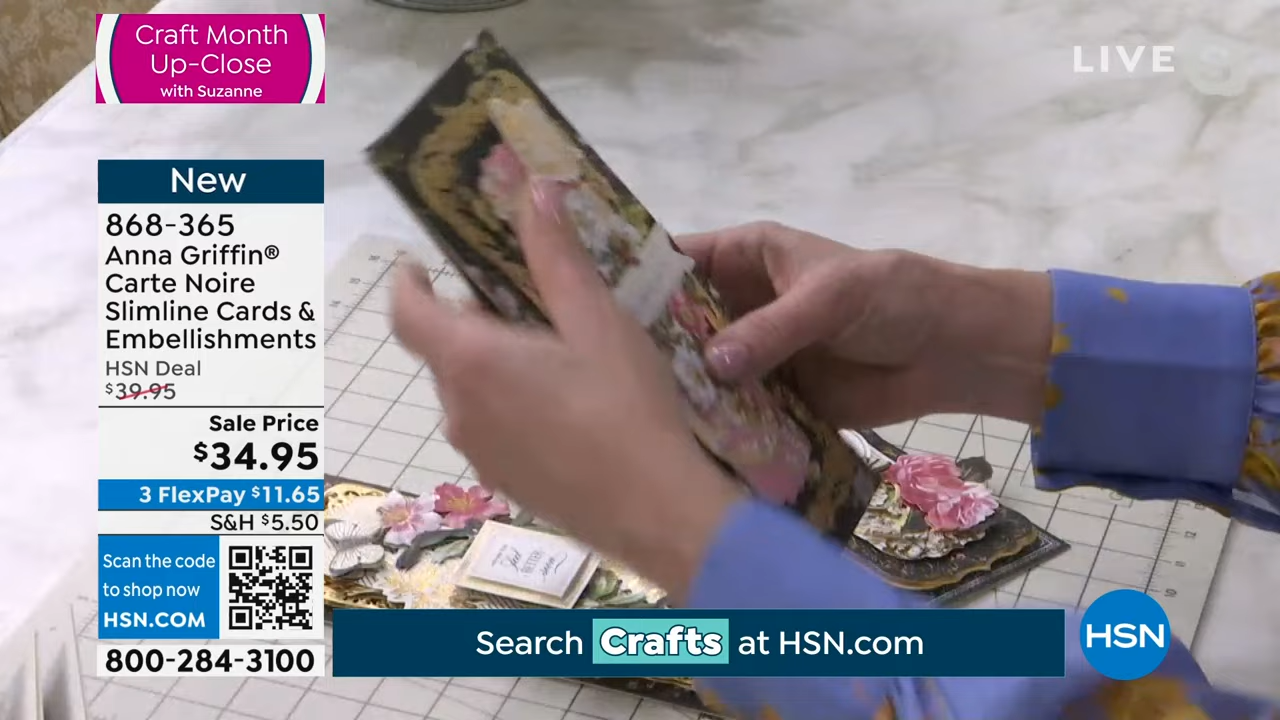 Craft Month
Up-Close
with Suzanne
LIVE
New
868-365
Anna Griffin®
Carte Noire
Slimline Cards &
Embellishments
HSN Deal
$39.95
Sale Price
$34.95
3 FlexPay $11.65
S&H $5.50
Scan the code
to shop now
HSN.COM
800-284-3100
Search Crafts at HSN.com
HSN